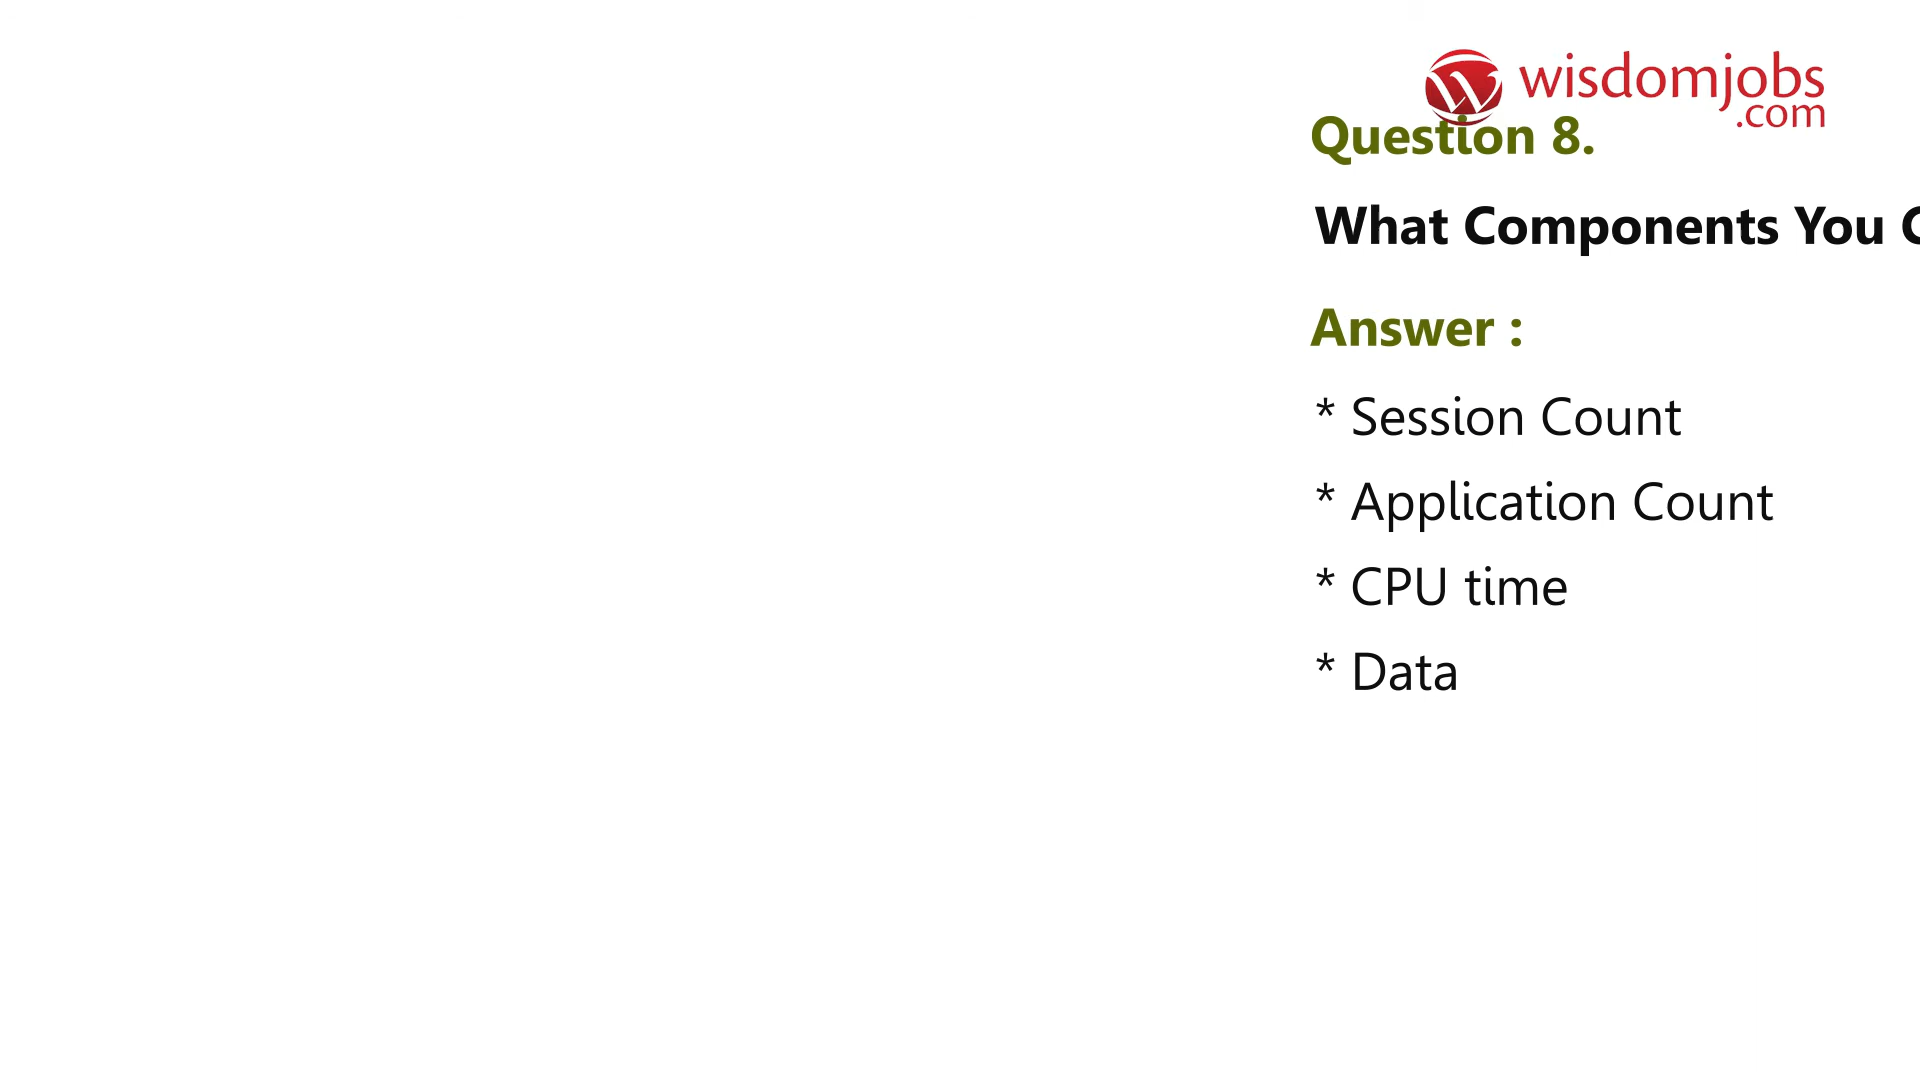 wisdomjobs
.com
Question 8.
What Components You
Answer :
* Session Count
* Application Count
* CPU time
* Data